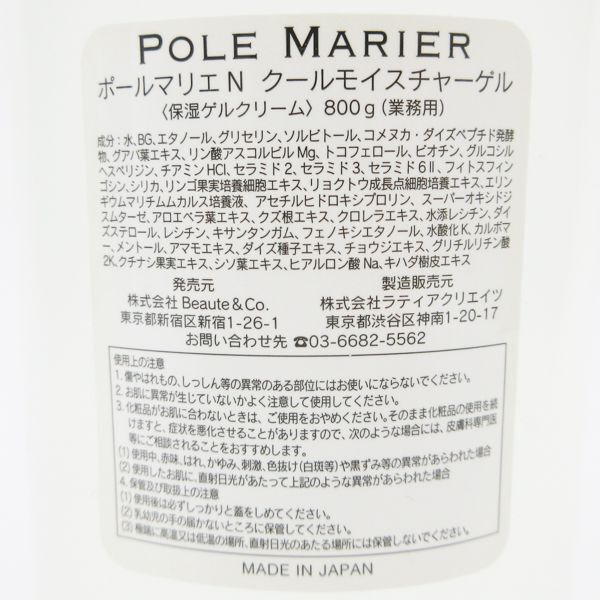 POLE MARIER
ポールマリエN クールモイスチャーゲル
〈保湿ゲルクリーム〉 800g(業務用)
成分:水、BG、エタノール、グリセリン、ソルビトール、コメヌカ・ダイズペプチド発酵
物、グアバ葉エキス、リン酸アスコルビルMg、トコフェロール、ビオチン、グルコシル
ヘスペリジン、チアミンHCl、セラミド2、セラミド3、セラミド6Ⅱ、フィトスフィン
ゴシン、シリカ、リンゴ果実培養細胞エキス、リョクトウ成長点細胞培養エキス、エリン
ギウムマリチムムカルス培養液、アセチルヒドロキシプロリン、スーパーオキシドジ
スムターゼ、アロエベラ葉エキス、クズ根エキス、クロレラエキス、水添レシチン、ダイ
ズステロール、レシチン、キサンタンガム、フェノキシエタノール、水酸化K、カルボマ
ー、メントール、アマモエキス、ダイズ種子エキス、チョウジエキス、グリチルリチン酸
2K、クチナシ果実エキス、シソ葉エキス、ヒアルロン酸Na、キハダ樹皮エキス
発売元 製造販売元
株式会社Beaute&Co. 株式会社ラティアクリエイツ
東京都新宿区新宿1-26-1 東京都渋谷区神南1-20-17
お問い合わせ先 ☎03-6682-5562
使用上の注意
1. 傷やはれもの、しっしん等の異常のある部位にはお使いにならないでください。
2. お肌に異常が生じていないかよく注意して使用してください。
3. 化粧品がお肌に合わないときは、ご使用をおやめください。そのまま化粧品の使用を続
けますと、症状を悪化させることがありますので、次のような場合には、皮膚科専門医
等にご相談されることをおすすめします。
(1)使用中、赤味、はれ、かゆみ、刺激、色抜け(白斑等)や黒ずみ等の異常があらわれた場合
(2)使用したお肌に、直射日光があたって上記のような異常があらわれた場合
4. 保管及び取扱上の注意
(1)使用後は必ずしっかりと蓋をしめてください。
(2)乳幼児の手の届かないところに保管してください。
(3)極端に高温又は低温の場所、直射日光のあたる場所には保管しないでください。
MADE IN JAPAN